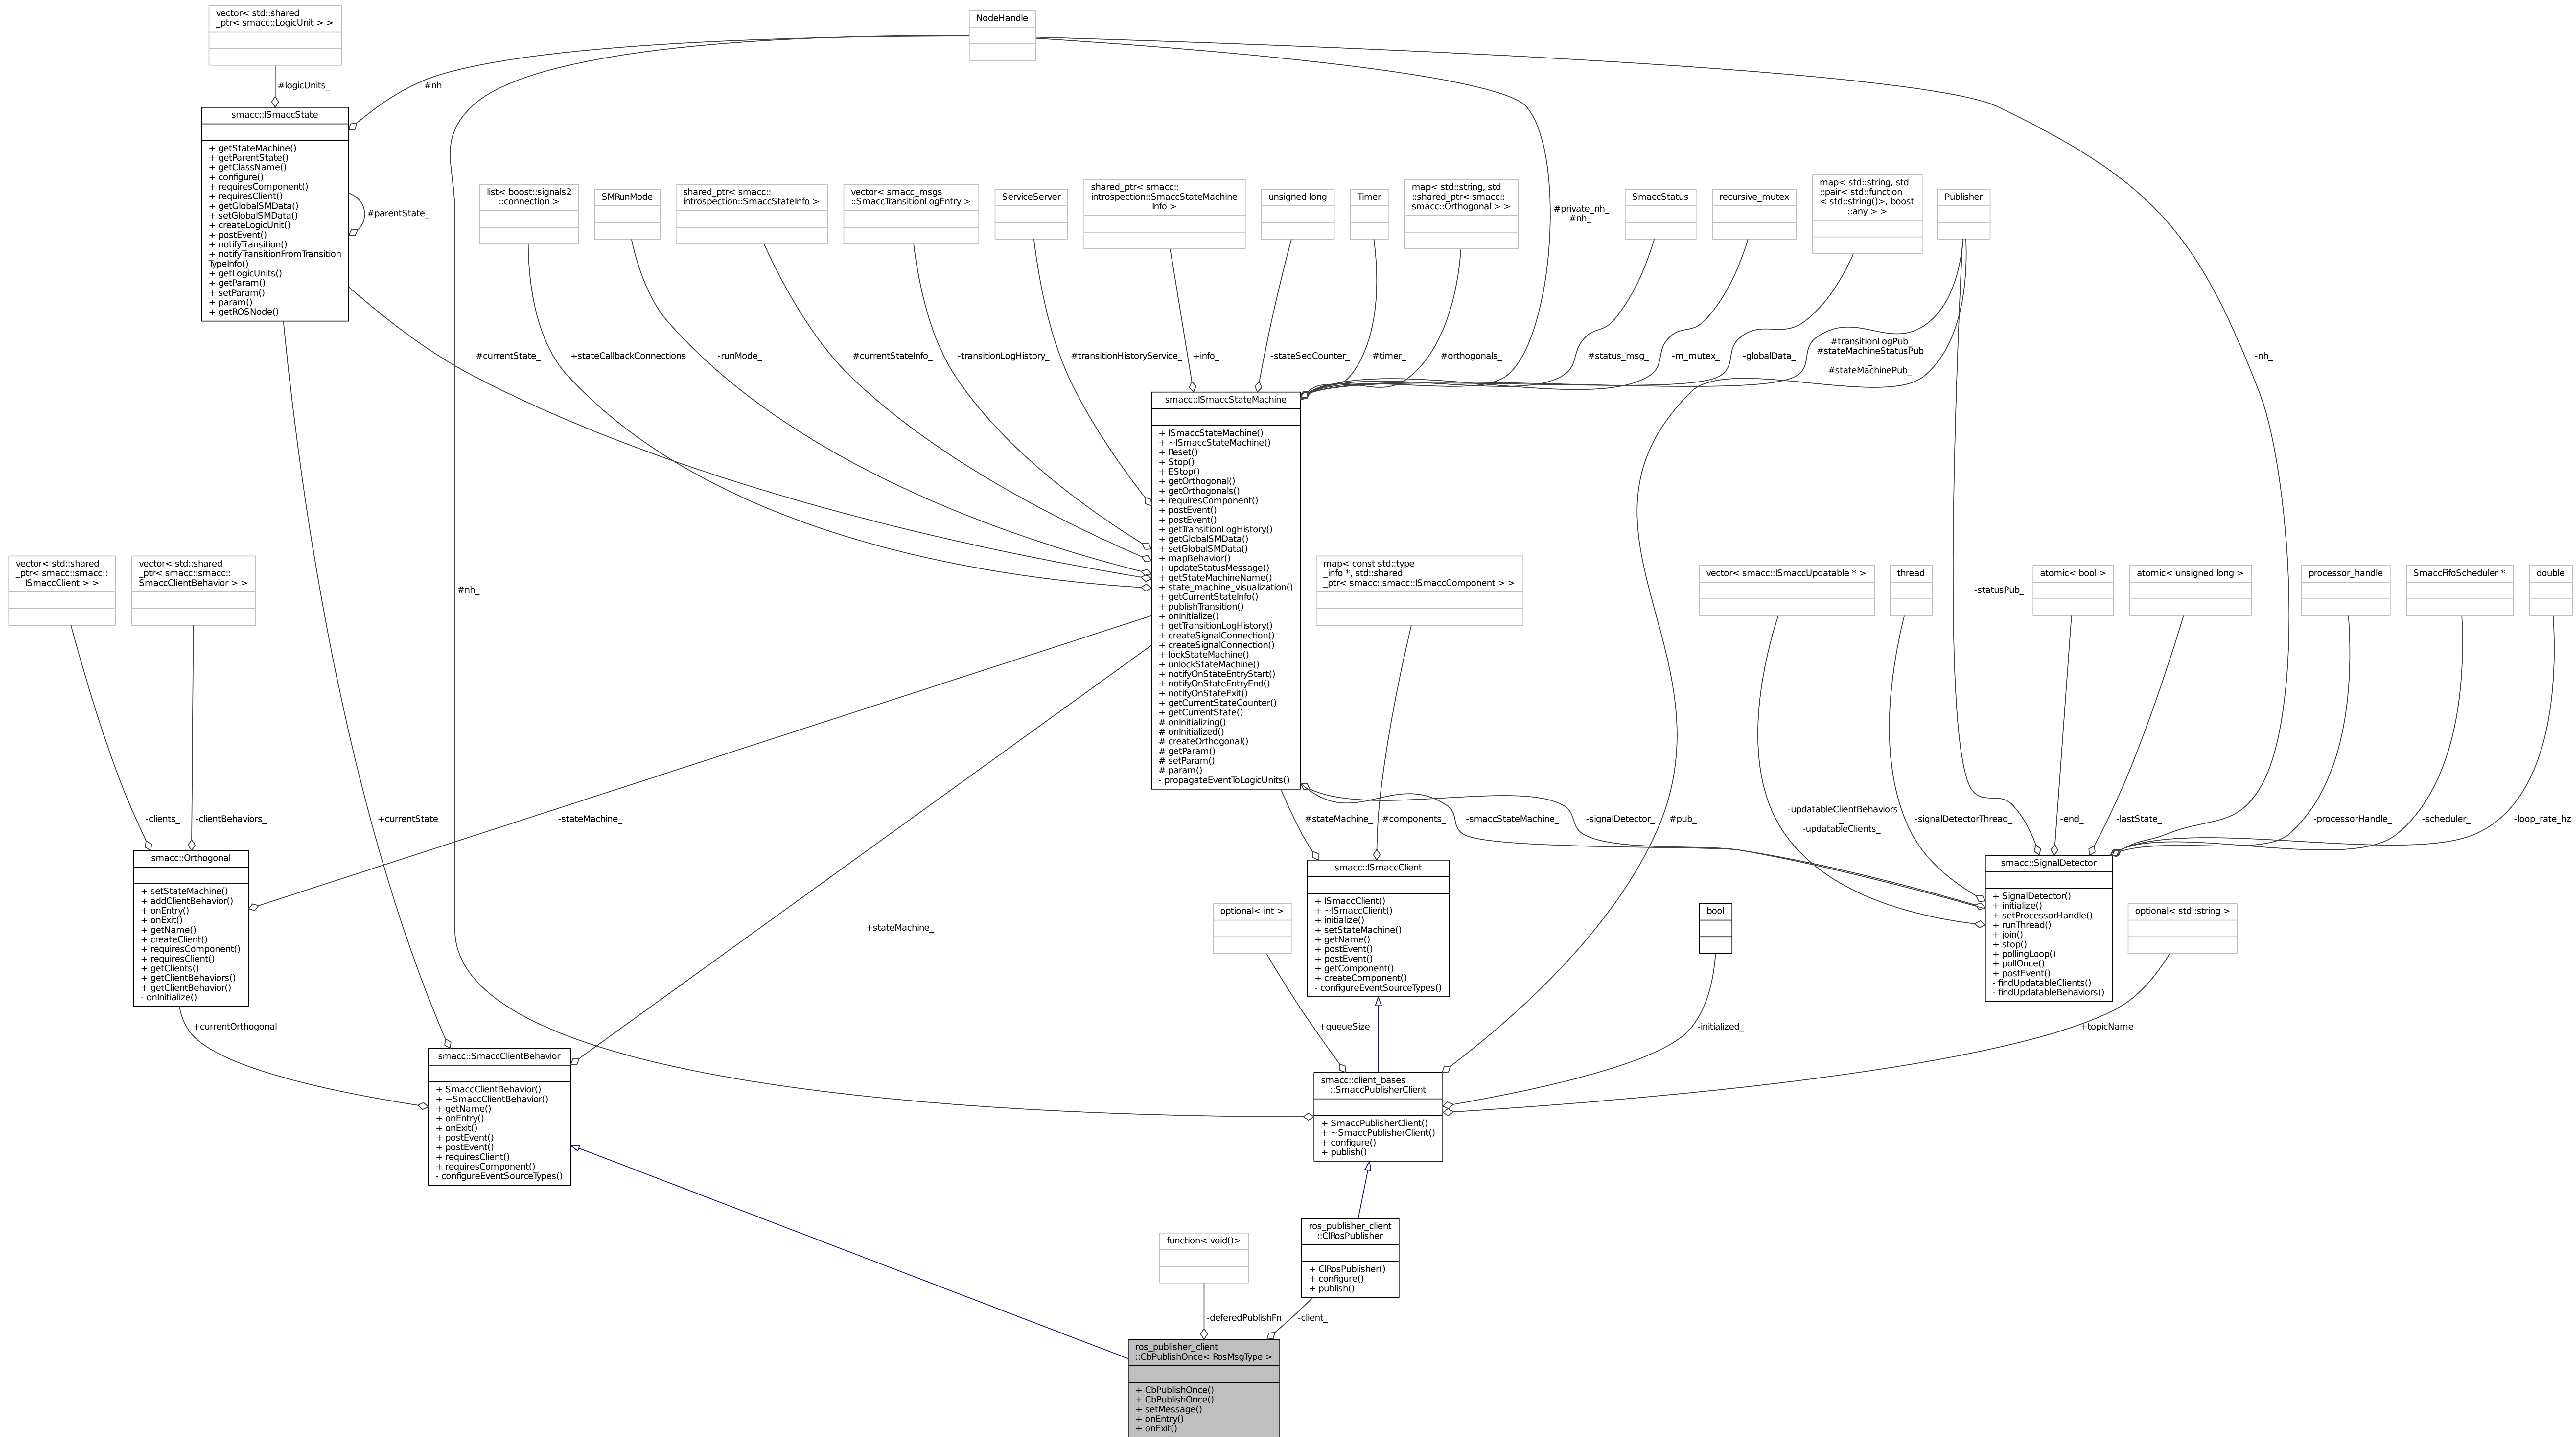 vector< std::shared
_ptr< smacc::LogicUnit > >
NodeHandle
#logicUnits_
#nh
smacc::ISmaccState
+ getStateMachine()
+ getParentState()
+ getClassName()
+ configure()
+ requiresComponent()
+ requiresClient()
+ getGlobalSMData()
+ setGlobalSMData()
+ createLogicUnit()
+ postEvent()
+ notifyTransition()
+ notifyTransitionFromTransition
TypeInfo()
+ getLogicUnits()
+ getParam()
+ setParam()
+ param()
+ getROSNode()
#parentState_
list< boost::signals2
::connection >
SMRunMode
shared_ptr< smacc::
introspection::SmaccStateInfo >
vector< smacc_msgs
::SmaccTransitionLogEntry >
ServiceServer
shared_ptr< smacc::
introspection::SmaccStateMachine
Info >
unsigned long
Timer
map< std::string, std
::shared_ptr< smacc::
smacc::Orthogonal > >
#private_nh_
#nh_
SmaccStatus
recursive_mutex
map< std::string, std
::pair< std::function
< std::string()>, boost
::any > >
Publisher
#currentState_
+stateCallbackConnections
-runMode_
#currentStateInfo_
-transitionLogHistory_
#transitionHistoryService_
+info_
-stateSeqCounter_
#timer_
#orthogonals_
#status_msg_
-m_mutex_
-globalData_
#transitionLogPub_
#stateMachineStatusPub
_
#stateMachinePub_
-nh_
smacc::ISmaccStateMachine
+ ISmaccStateMachine()
+ ~ISmaccStateMachine()
+ Reset()
+ Stop()
+ EStop()
+ getOrthogonal()
+ getOrthogonals()
+ requiresComponent()
+ postEvent()
+ postEvent()
+ getTransitionLogHistory()
+ getGlobalSMData()
+ setGlobalSMData()
+ mapBehavior()
+ updateStatusMessage()
+ getStateMachineName()
+ state_machine_visualization()
+ getCurrentStateInfo()
+ publishTransition()
+ onInitialize()
+ getTransitionLogHistory()
+ createSignalConnection()
+ createSignalConnection()
+ lockStateMachine()
+ unlockStateMachine()
+ notifyOnStateEntryStart()
+ notifyOnStateEntryEnd()
+ notifyOnStateExit()
+ getCurrentStateCounter()
+ getCurrentState()
# onInitializing()
# onInitialized()
# createOrthogonal()
# getParam()
# setParam()
# param()
- propagateEventToLogicUnits()
vector< std::shared
_ptr< smacc::smacc::
ISmaccClient > >
vector< std::shared
_ptr< smacc::smacc::
SmaccClientBehavior > >
#nh_
map< const std::type
_info *, std::shared
_ptr< smacc::smacc::ISmaccComponent > >
vector< smacc::ISmaccUpdatable * >
thread
-statusPub_
atomic< bool >
atomic< unsigned long >
processor_handle
SmaccFifoScheduler *
double
-clients_
-clientBehaviors_
+currentState
-stateMachine_
#stateMachine_
#components_
-smaccStateMachine_
-signalDetector_
#pub_
-updatableClientBehaviors
_
-updatableClients_
-signalDetectorThread_
-end_
-lastState_
-processorHandle_
-scheduler_
-loop_rate_hz
smacc::Orthogonal
+ setStateMachine()
+ addClientBehavior()
+ onEntry()
+ onExit()
+ getName()
+ createClient()
+ requiresComponent()
+ requiresClient()
+ getClients()
+ getClientBehaviors()
+ getClientBehavior()
- onInitialize()
+stateMachine_
smacc::ISmaccClient
+ ISmaccClient()
+ ~ISmaccClient()
+ initialize()
+ setStateMachine()
+ getName()
+ postEvent()
+ postEvent()
+ getComponent()
+ createComponent()
- configureEventSourceTypes()
optional< int >
bool
smacc::SignalDetector
+ SignalDetector()
+ initialize()
+ setProcessorHandle()
+ runThread()
+ join()
+ stop()
+ pollingLoop()
+ pollOnce()
+ postEvent()
- findUpdatableClients()
- findUpdatableBehaviors()
optional< std::string >
+currentOrthogonal
+queueSize
-initialized_
+topicName
smacc::SmaccClientBehavior
+ SmaccClientBehavior()
+ ~SmaccClientBehavior()
+ getName()
+ onEntry()
+ onExit()
+ postEvent()
+ postEvent()
+ requiresClient()
+ requiresComponent()
- configureEventSourceTypes()
smacc::client_bases
::SmaccPublisherClient
+ SmaccPublisherClient()
+ ~SmaccPublisherClient()
+ configure()
+ publish()
function< void()>
ros_publisher_client
::ClRosPublisher
+ ClRosPublisher()
+ configure()
+ publish()
-deferedPublishFn
-client_
ros_publisher_client
::CbPublishOnce< RosMsgType >
+ CbPublishOnce()
+ CbPublishOnce()
+ setMessage()
+ onEntry()
+ onExit()